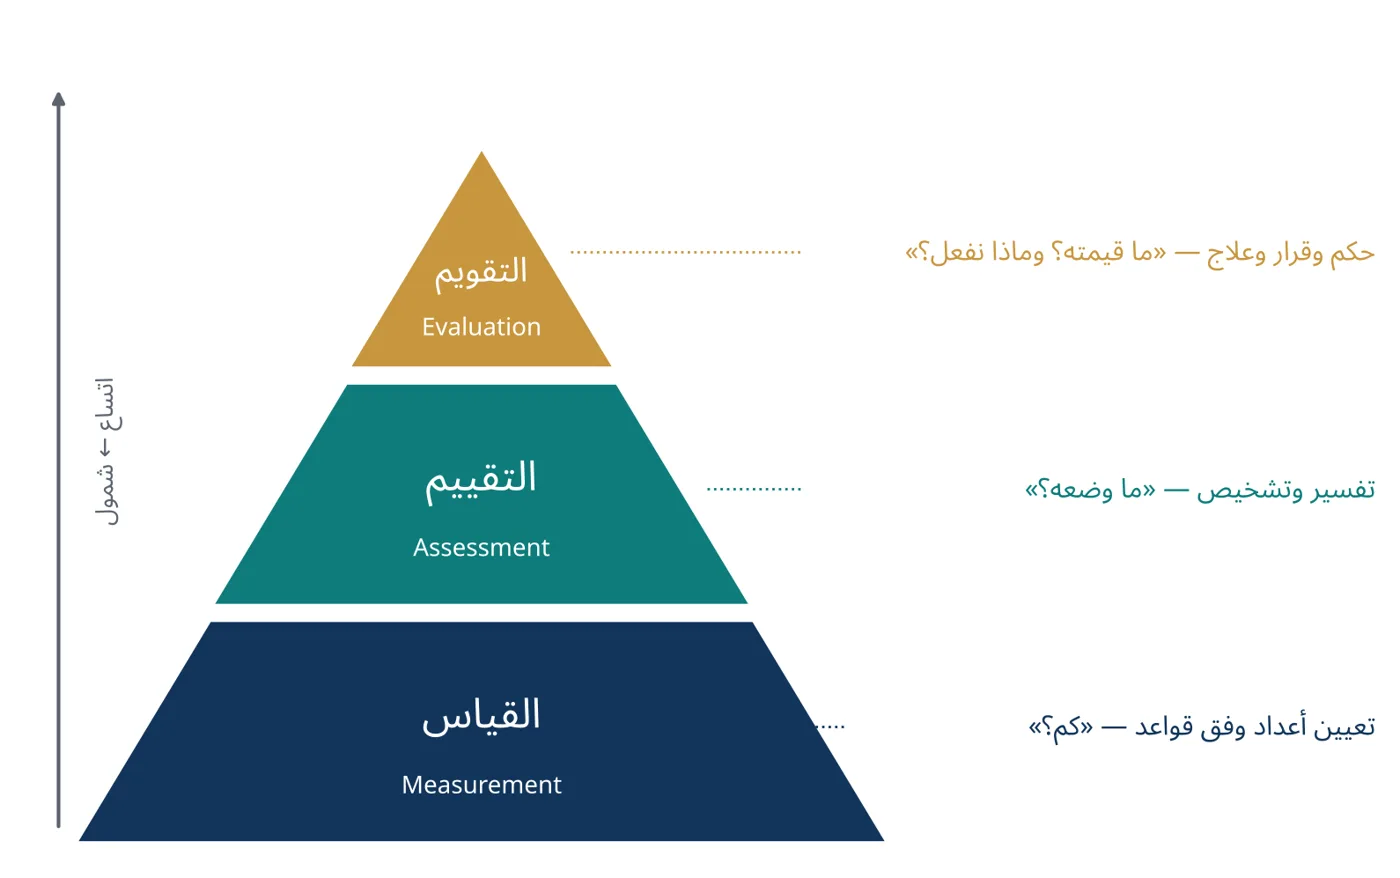 التقويم
Evaluation
حكم وقرار وعلاج — «ما قيمته؟ وماذا نفعل؟»
التقييم
Assessment
تفسير وتشخيص — «ما وضعه؟»
القياس
Measurement
تعيين أعداد وفق قواعد — «كم؟»
اتساع ← شمول